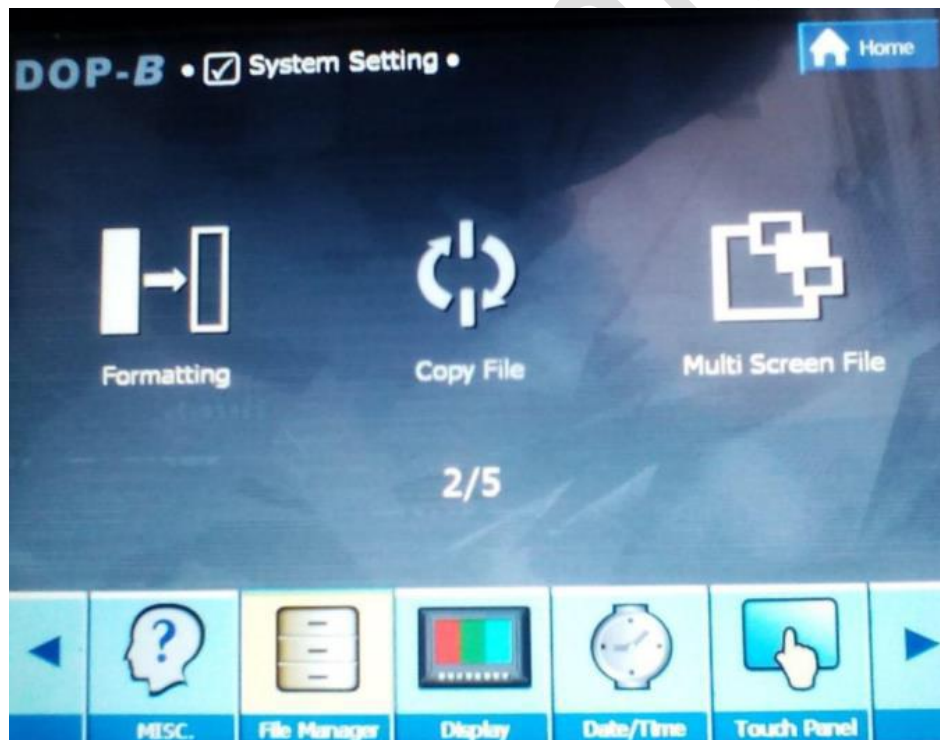 DOP-B • System Setting •
Home
Formatting
Copy File
Multi Screen File
2/5
?
MISC.
File Manager
Display
Date/Time
Touch Panel